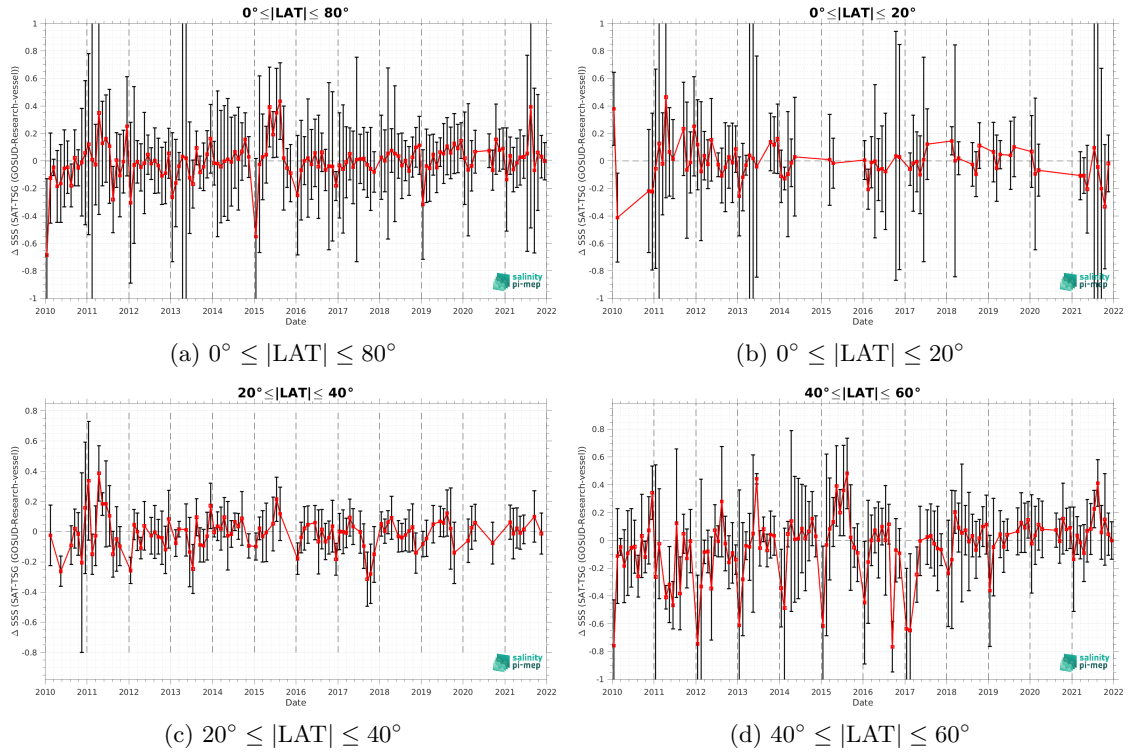 0°≤|LAT|≤ 80°
Δ SSS (SAT-TSG (GOSUD-Research-vessel))
1
0.8
0.6
0.4
0.2
0
-0.2
-0.4
-0.6
-0.8
-1
2010 2011 2012 2013 2014 2015 2016 2017 2018 2019 2020 2021 2022
Date
salinity
pi-mep
(a) 0° ≤ |LAT| ≤ 80°
0°≤|LAT|≤ 20°
Δ SSS (SAT-TSG (GOSUD-Research-vessel))
1
0.8
0.6
0.4
0.2
0
-0.2
-0.4
-0.6
-0.8
-1
2010 2011 2012 2013 2014 2015 2016 2017 2018 2019 2020 2021 2022
Date
salinity
pi-mep
(b) 0° ≤ |LAT| ≤ 20°
20°≤|LAT|≤ 40°
Δ SSS (SAT-TSG (GOSUD-Research-vessel))
0.8
0.6
0.4
0.2
0
-0.2
-0.4
-0.6
-0.8
2010 2011 2012 2013 2014 2015 2016 2017 2018 2019 2020 2021 2022
Date
salinity
pi-mep
(c) 20° ≤ |LAT| ≤ 40°
40°≤|LAT|≤ 60°
Δ SSS (SAT-TSG (GOSUD-Research-vessel))
0.8
0.6
0.4
0.2
0
-0.2
-0.4
-0.6
-0.8
-1
2010 2011 2012 2013 2014 2015 2016 2017 2018 2019 2020 2021 2022
Date
salinity
pi-mep
(d) 40° ≤ |LAT| ≤ 60°